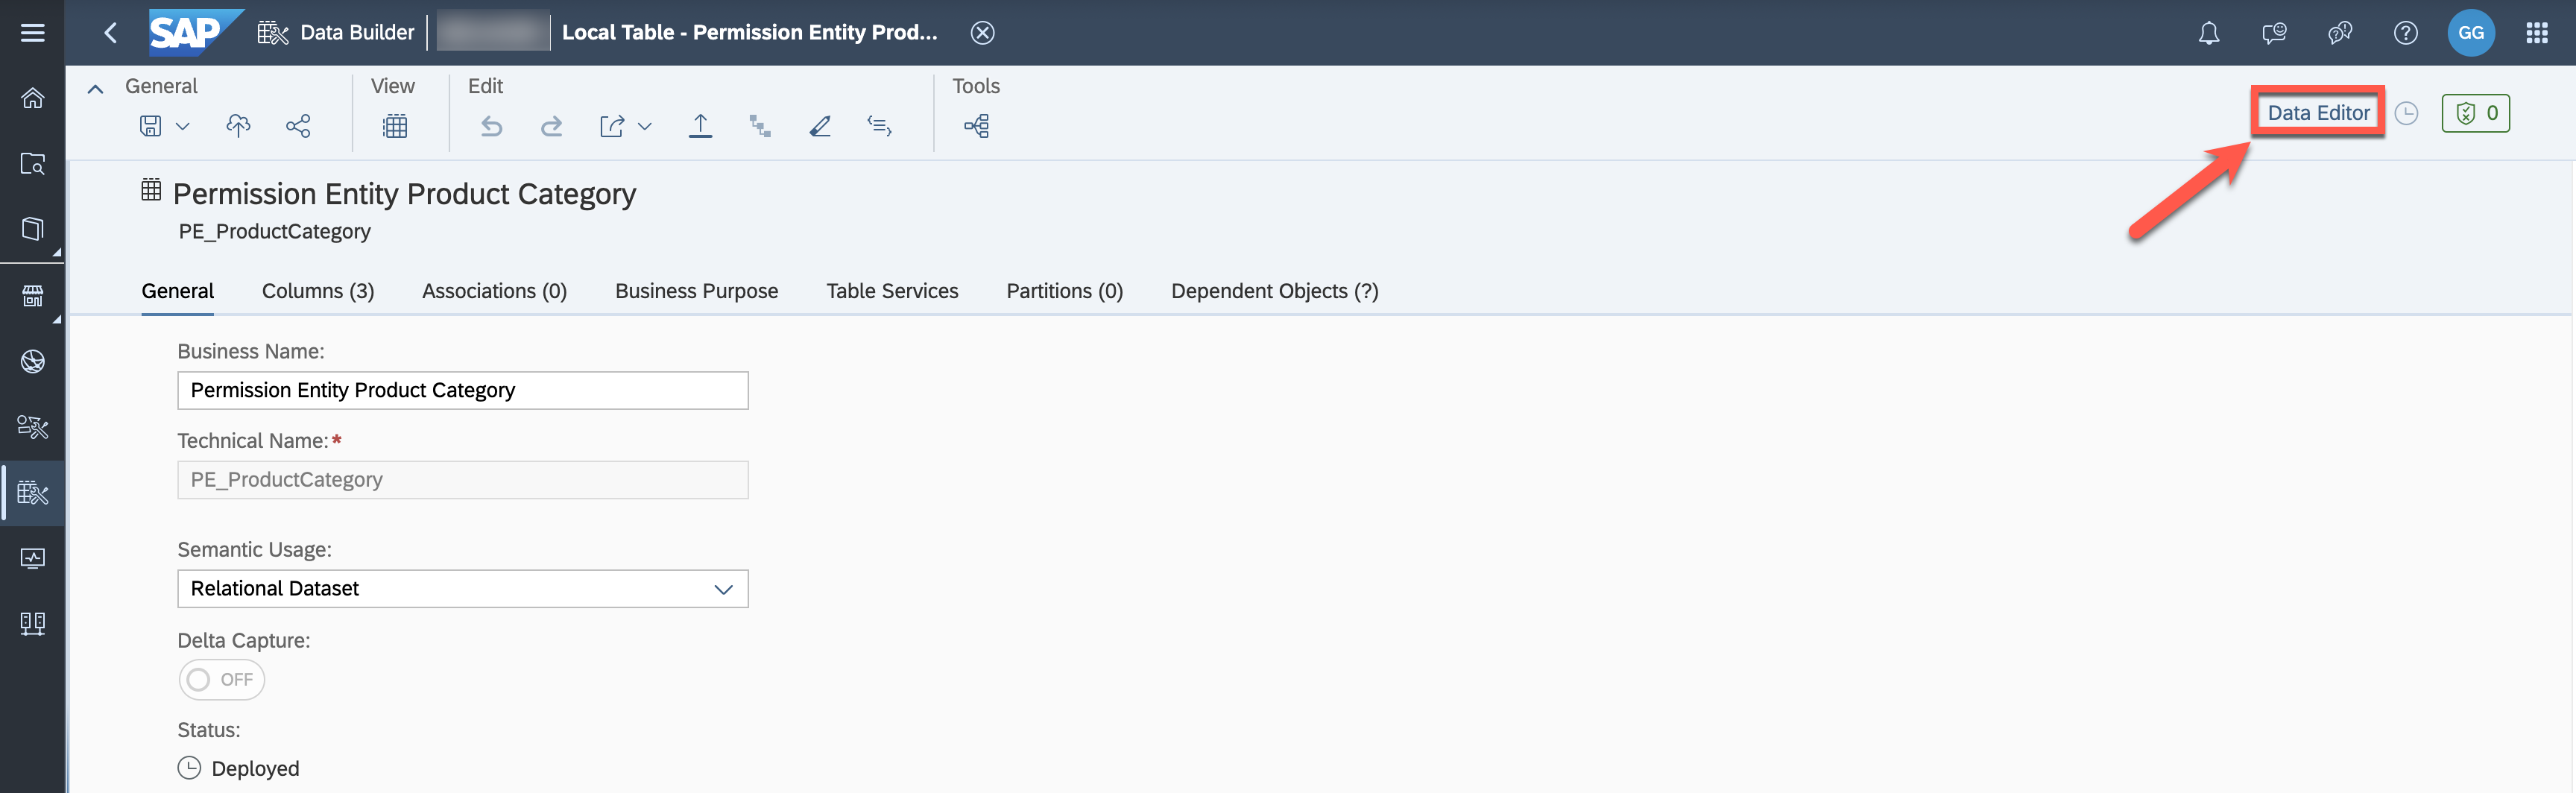 SAP Data Builder Local Table - Permission Entity Prod... GG
General View Edit Tools
Data Editor 0
Permission Entity Product Category
PE_ProductCategory
General Columns (3) Associations (0) Business Purpose Table Services Partitions (0) Dependent Objects (?)
Business Name:
Permission Entity Product Category
Technical Name:*
PE_ProductCategory
Semantic Usage:
Relational Dataset
Delta Capture:
OFF
Status:
Deployed